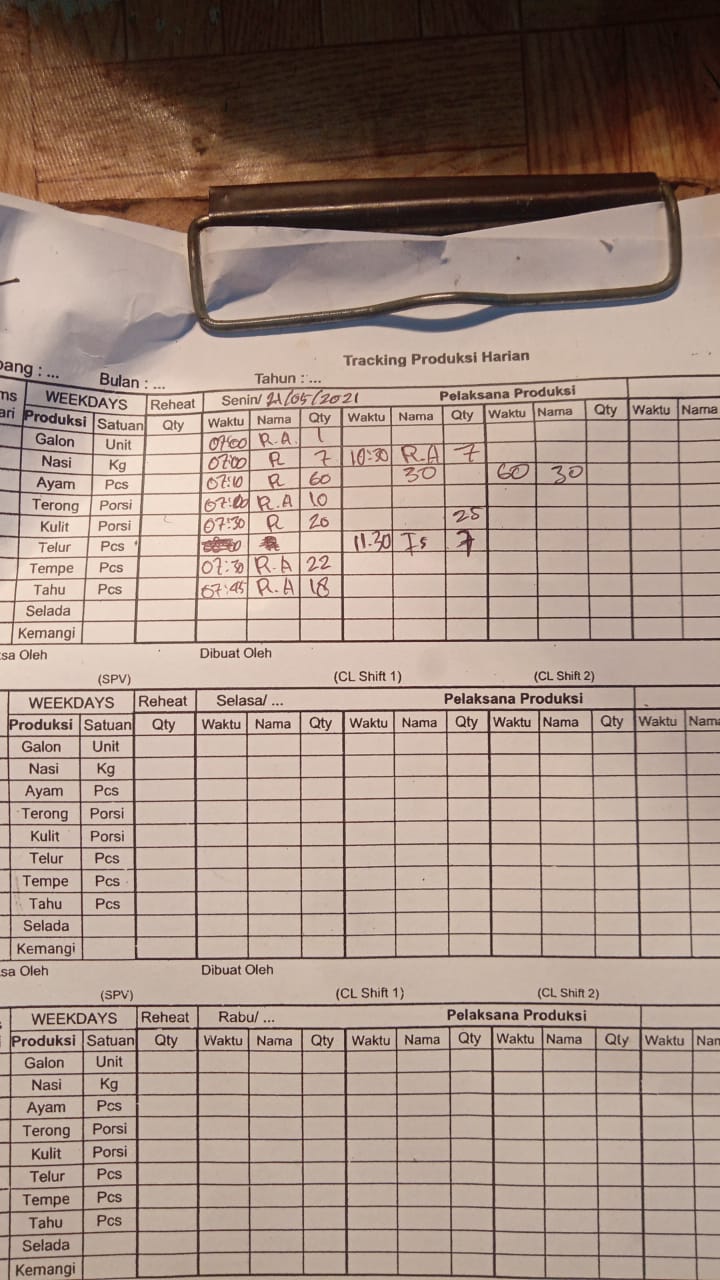 Tracking Produksi Harian
bang : ... Bulan : ... Tahun : ...
ms WEEKDAYS Reheat Senin/ 21/05/2021 Pelaksana Produksi
ari Produksi Satuan Qty Waktu Nama Qty Waktu Nama Qty Waktu Nama Qty Waktu Nama
Galon Unit 07:00 R.A. 1
Nasi Kg 07:00 R 7 10:30 R.A 7
Ayam Pcs 07:10 R 60 30 60 30
Terong Porsi 07:00 R.A 10
Kulit Porsi 07:30 R 20 25
Telur Pcs 11.30 Is 7
Tempe Pcs 07:30 R.A 22
Tahu Pcs 07:45 R.A 18
Selada
Kemangi
sa Oleh Dibuat Oleh
(SPV) (CL Shift 1) (CL Shift 2)
WEEKDAYS Reheat Selasa/ ... Pelaksana Produksi
Produksi Satuan Qty Waktu Nama Qty Waktu Nama Qty Waktu Nama Qty Waktu Nama
Galon Unit
Nasi Kg
Ayam Pcs
Terong Porsi
Kulit Porsi
Telur Pcs
Tempe Pcs
Tahu Pcs
Selada
Kemangi
sa Oleh Dibuat Oleh
(SPV) (CL Shift 1) (CL Shift 2)
WEEKDAYS Reheat Rabu/ ... Pelaksana Produksi
Produksi Satuan Qty Waktu Nama Qty Waktu Nama Qty Waktu Nama Qty Waktu Nan
Galon Unit
Nasi Kg
Ayam Pcs
Terong Porsi
Kulit Porsi
Telur Pcs
Tempe Pcs
Tahu Pcs
Selada
Kemangi